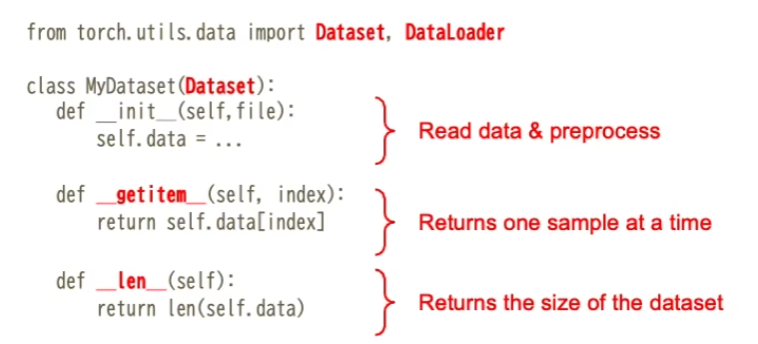 from torch.utils.data import Dataset, DataLoader
class MyDataset(Dataset):
def __init__(self,file):
self.data = ...
Read data & preprocess
def __getitem__(self, index):
return self.data[index]
Returns one sample at a time
def __len__(self):
return len(self.data)
Returns the size of the dataset